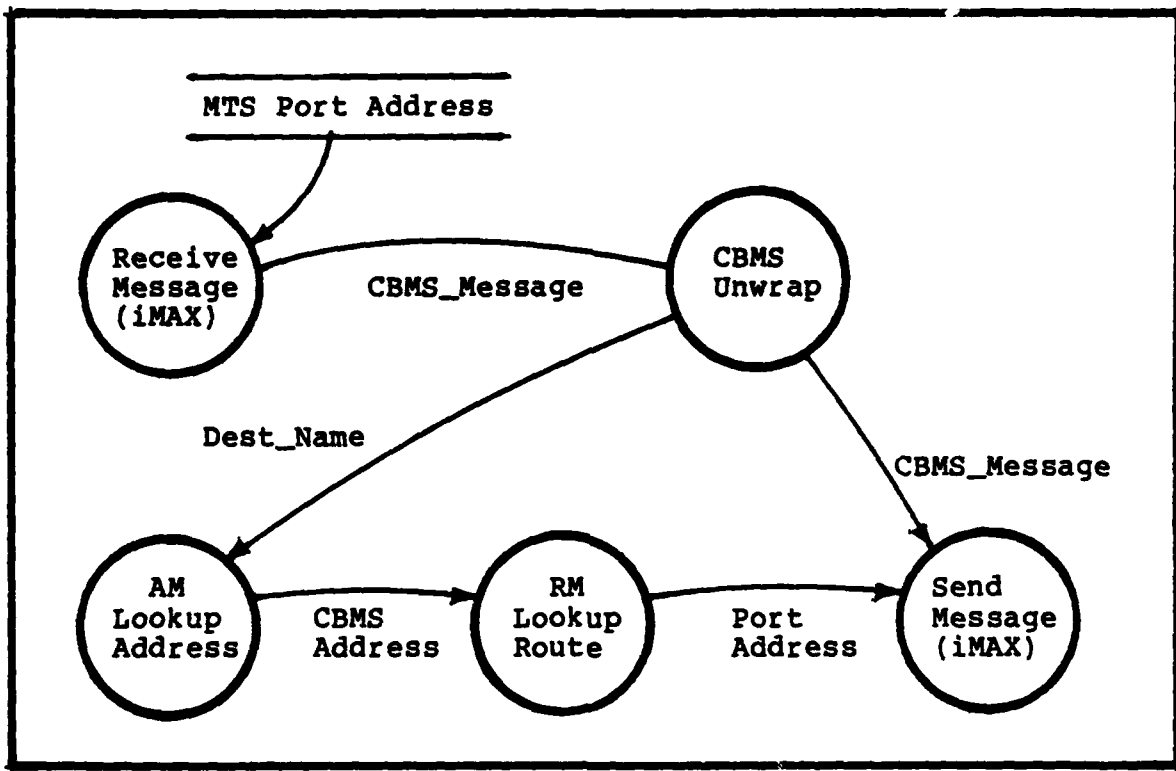 MTS Port Address
Receive
Message
(iMAX)
CBMS_Message
CBMS
Unwrap
Dest_Name
CBMS_Message
AM
Lookup
Address
CBMS
Address
RM
Lookup
Route
Port
Address
Send
Message
(iMAX)